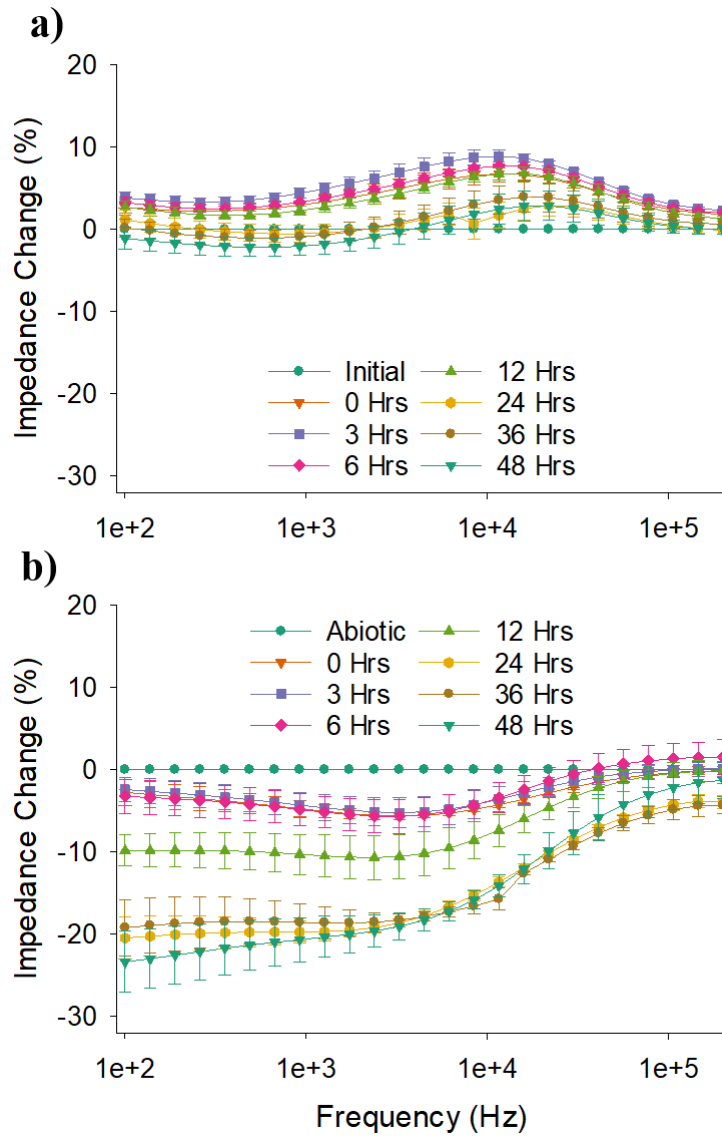 a)
20
10
0
-10
-20
-30
Impedance Change (%)
Initial
0 Hrs
3 Hrs
6 Hrs
12 Hrs
24 Hrs
36 Hrs
48 Hrs
1e+2 1e+3 1e+4 1e+5
b)
20
10
0
-10
-20
-30
Impedance Change (%)
Abiotic
0 Hrs
3 Hrs
6 Hrs
12 Hrs
24 Hrs
36 Hrs
48 Hrs
1e+2 1e+3 1e+4 1e+5
Frequency (Hz)